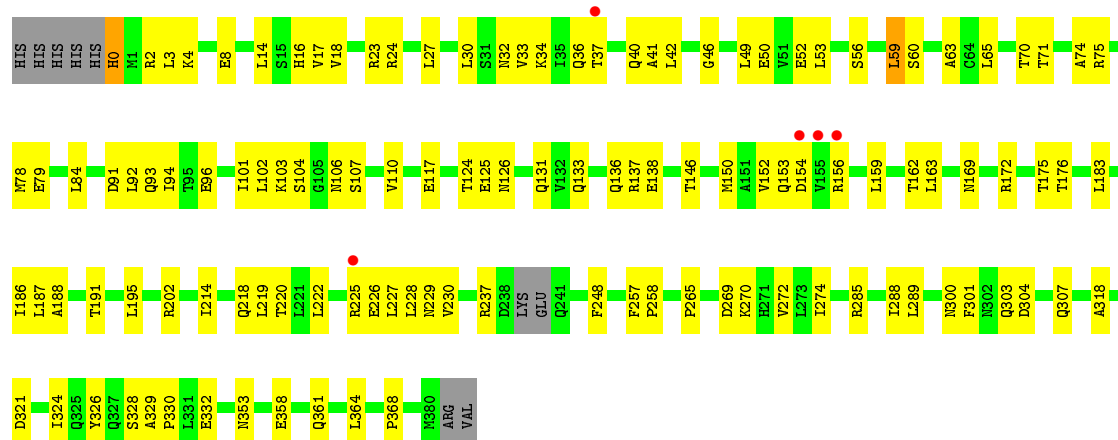 HIS HIS HIS HIS HIS H0 M1 R2 L3 K4 E8 L14 S15 H16 V17 V18 R23 R24 L27 L30 S31 N32 V33 K34 I35 Q36 T37 Q40 A41 L42 G46 L49 E50 V51 E52 L53 S56 L59 S60 A63 C64 L65 T70 T71 A74 R75
M78 E79 L84 D91 L92 Q93 I94 T95 E96 I101 L102 K103 S104 G105 N106 S107 V110 E117 T124 E125 N126 Q131 V132 Q133 Q136 R137 E138 T146 M150 A151 V152 Q153 D154 V155 R156 L159 T162 L163 N169 R172 T175 T176 L183
I186 L187 A188 T191 L195 R202 I214 Q218 L219 T220 L221 L222 R225 E226 L227 L228 N229 V230 R237 D238 LYS GLU Q241 F248 F257 P258 P265 D269 K270 H271 V272 L273 I274 R285 I288 L289 N300 F301 N302 Q303 D304 Q307 A318
D321 I324 Q325 Y326 Q327 S328 A329 P330 L331 E332 N353 E358 Q361 L364 P368 M380 ARG VAL